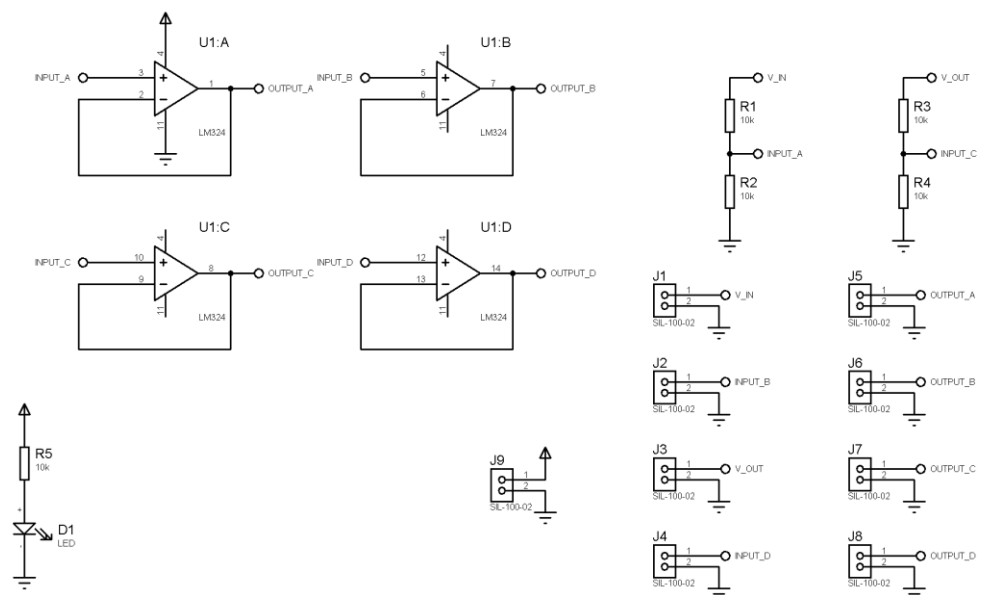 U1:A
4
INPUT_A
3
1
OUTPUT_A
2
11
LM324
U1:B
4
INPUT_B
5
7
OUTPUT_B
6
11
LM324
V_IN
R1
10k
INPUT_A
R2
10k
V_OUT
R3
10k
INPUT_C
R4
10k
U1:C
4
INPUT_C
10
8
OUTPUT_C
9
11
LM324
U1:D
4
INPUT_D
12
14
OUTPUT_D
13
11
LM324
J1
1
V_IN
2
SIL-100-02
J5
1
OUTPUT_A
2
SIL-100-02
J2
1
INPUT_B
2
SIL-100-02
J6
1
OUTPUT_B
2
SIL-100-02
R5
10k
D1
LED
J9
1
2
SIL-100-02
J3
1
V_OUT
2
SIL-100-02
J7
1
OUTPUT_C
2
SIL-100-02
J4
1
INPUT_D
2
SIL-100-02
J8
1
OUTPUT_D
2
SIL-100-02